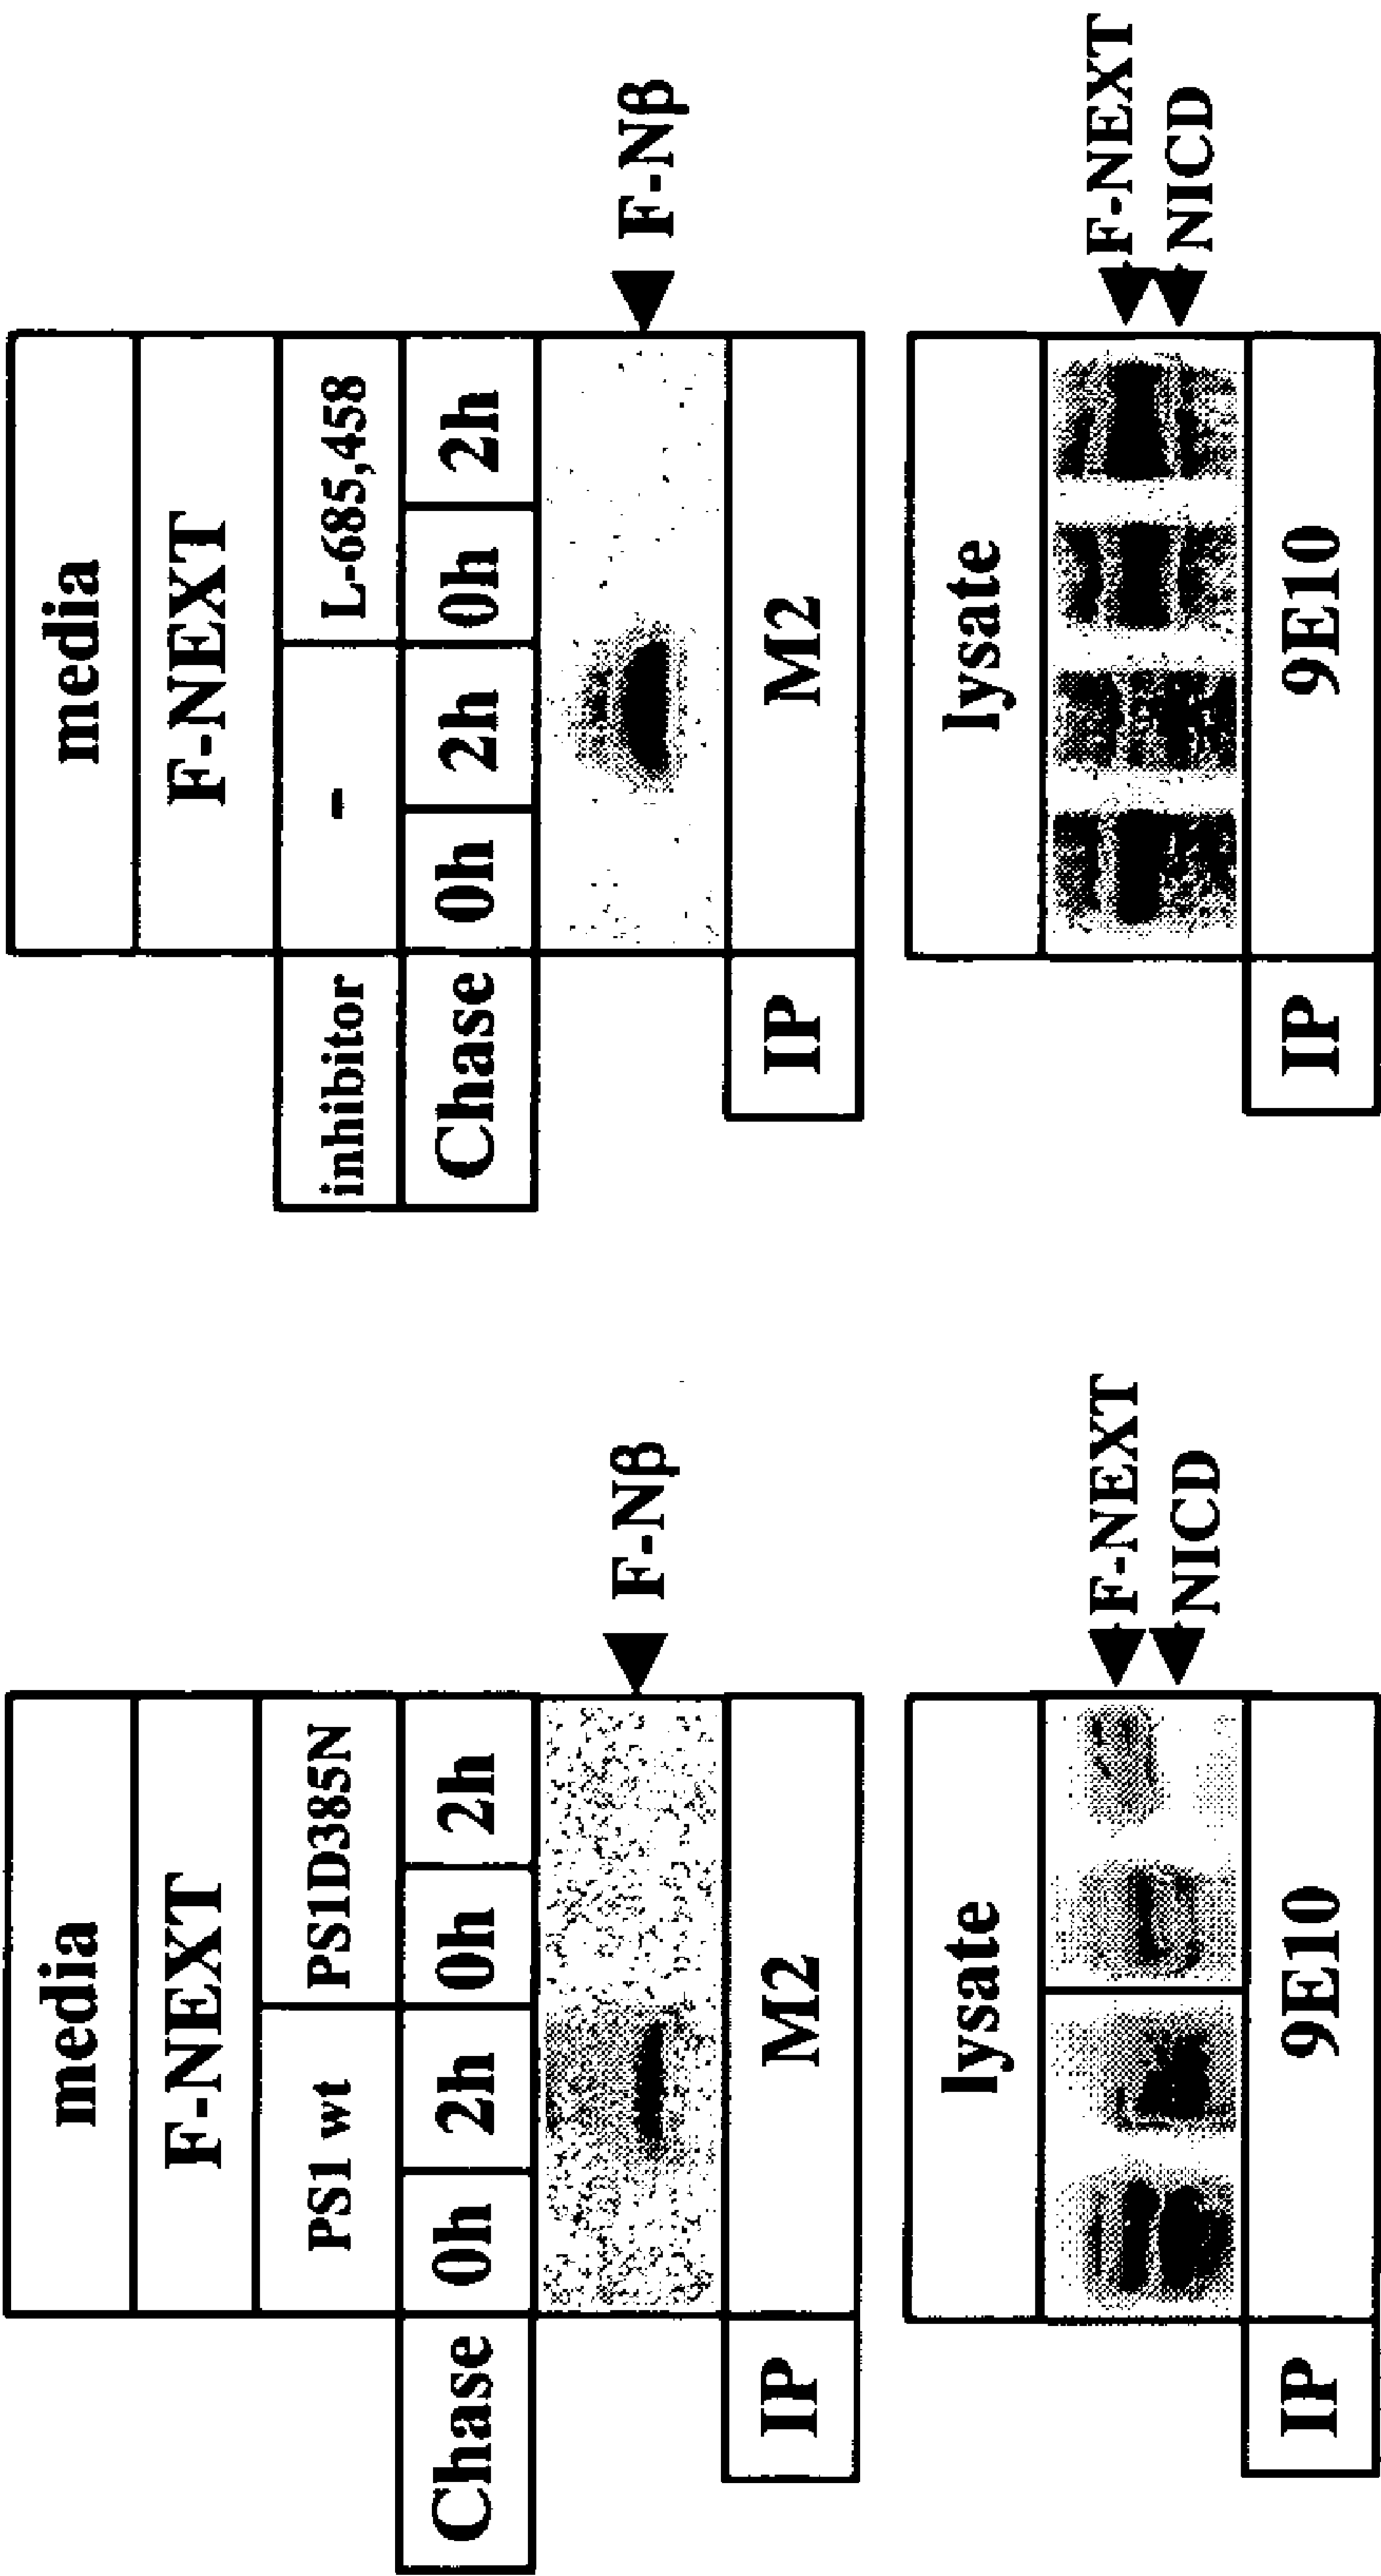 media
F-NEXT
PS1 wt
PS1D385N
Chase
0h
2h
0h
2h
F-Nβ
IP
M2
lysate
F-NEXT
NICD
IP
9E10
media
F-NEXT
inhibitor
-
L-685,458
Chase
0h
2h
0h
2h
F-Nβ
IP
M2
lysate
F-NEXT
NICD
IP
9E10